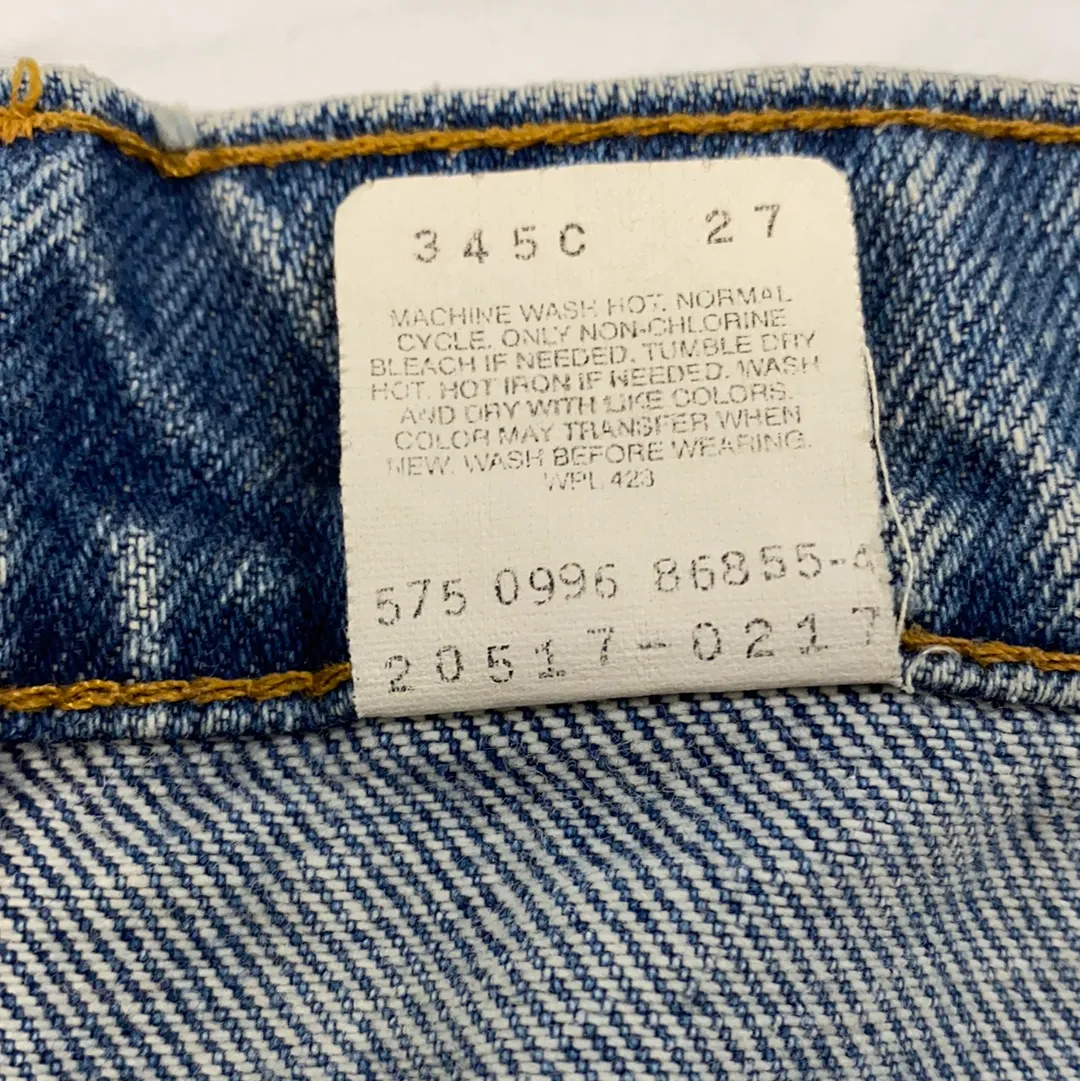 345C 27
MACHINE WASH HOT, NORMAL
CYCLE. ONLY NON-CHLORINE
BLEACH IF NEEDED. TUMBLE DRY
HOT. HOT IRON IF NEEDED. WASH
AND DRY WITH LIKE COLORS.
COLOR MAY TRANSFER WHEN
NEW. WASH BEFORE WEARING.
WPL 423
575 0996 86855-4
20517-0217